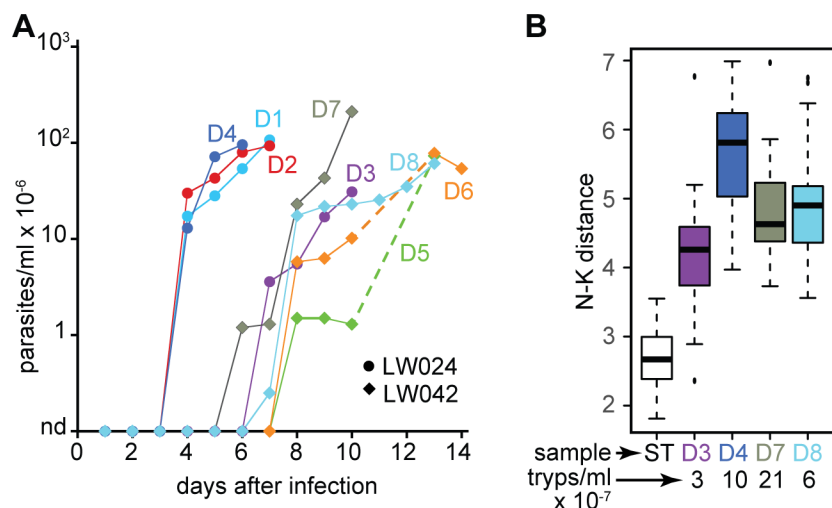 A
parasites/ml x 10⁻⁶
10³
10²
10
1
nd
D4
D1
D2
D7
D3
D8
D6
D5
LW024
LW042
0 2 4 6 8 10 12 14
days after infection
B
N-K distance
7
6
5
4
3
2
sample ST D3 D4 D7 D8
tryps/ml 3 10 21 6
x 10⁻⁷